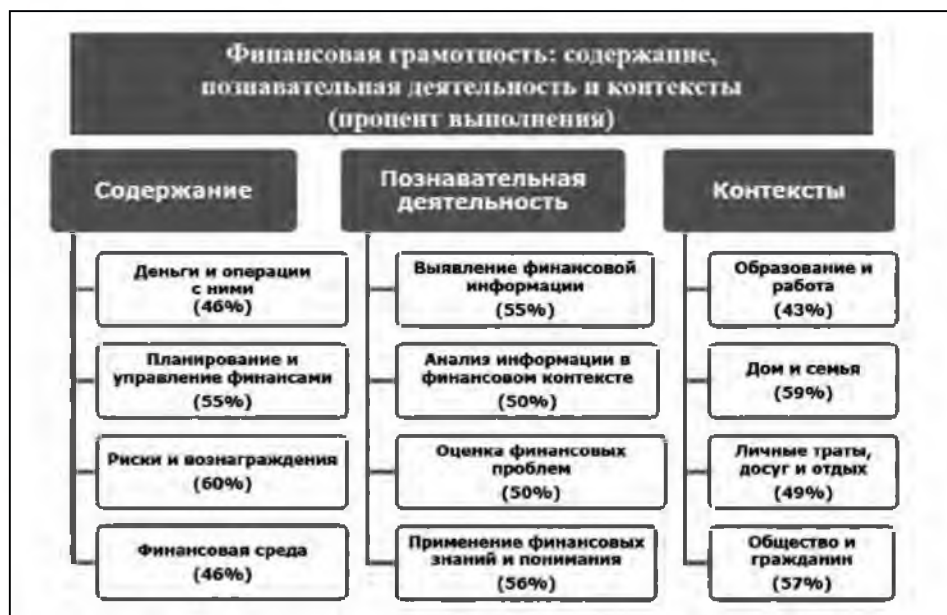 Финансовая грамотность: содержание,
познавательная деятельность и контексты
(процент выполнения)
Содержание
Деньги и операции
с ними
(46%)
Планирование и
управление финансами
(55%)
Риски и вознаграждения
(60%)
Финансовая среда
(46%)
Познавательная
деятельность
Выявление финансовой
информации
(55%)
Анализ информации в
финансовом контексте
(50%)
Оценка финансовых
проблем
(50%)
Применение финансовых
знаний и понимания
(56%)
Контексты
Образование и
работа
(43%)
Дом и семья
(59%)
Личные траты,
досуг и отдых
(49%)
Общество и
гражданин
(57%)